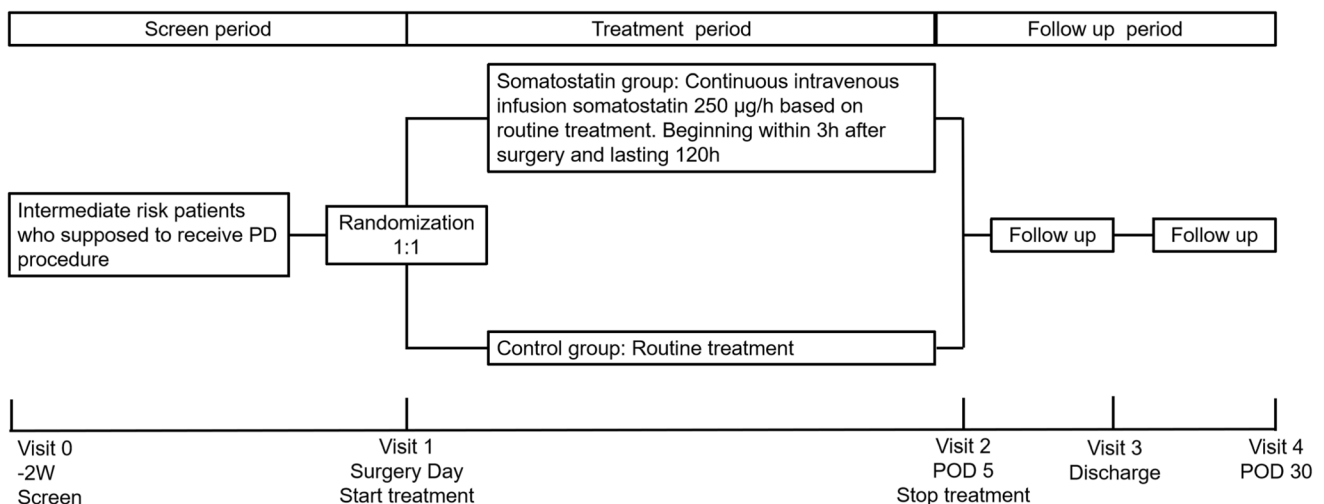 Screen period
Treatment period
Follow up period
Somatostatin group: Continuous intravenous
infusion somatostatin 250 µg/h based on
routine treatment. Beginning within 3h after
surgery and lasting 120h
Intermediate risk patients
who supposed to receive PD
procedure
Randomization
1:1
Follow up
Follow up
Control group: Routine treatment
Visit 0
-2W
Screen
Visit 1
Surgery Day
Start treatment
Visit 2
POD 5
Stop treatment
Visit 3
Discharge
Visit 4
POD 30